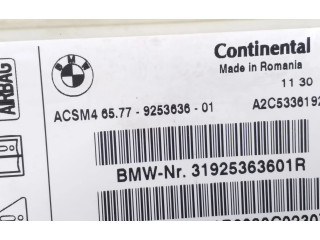 Continental
Made in Romania
11 30
ACSM4 65.77 - 9253636 - 01
A2C5336192
AIRBAG
BMW-Nr. 31925363601R